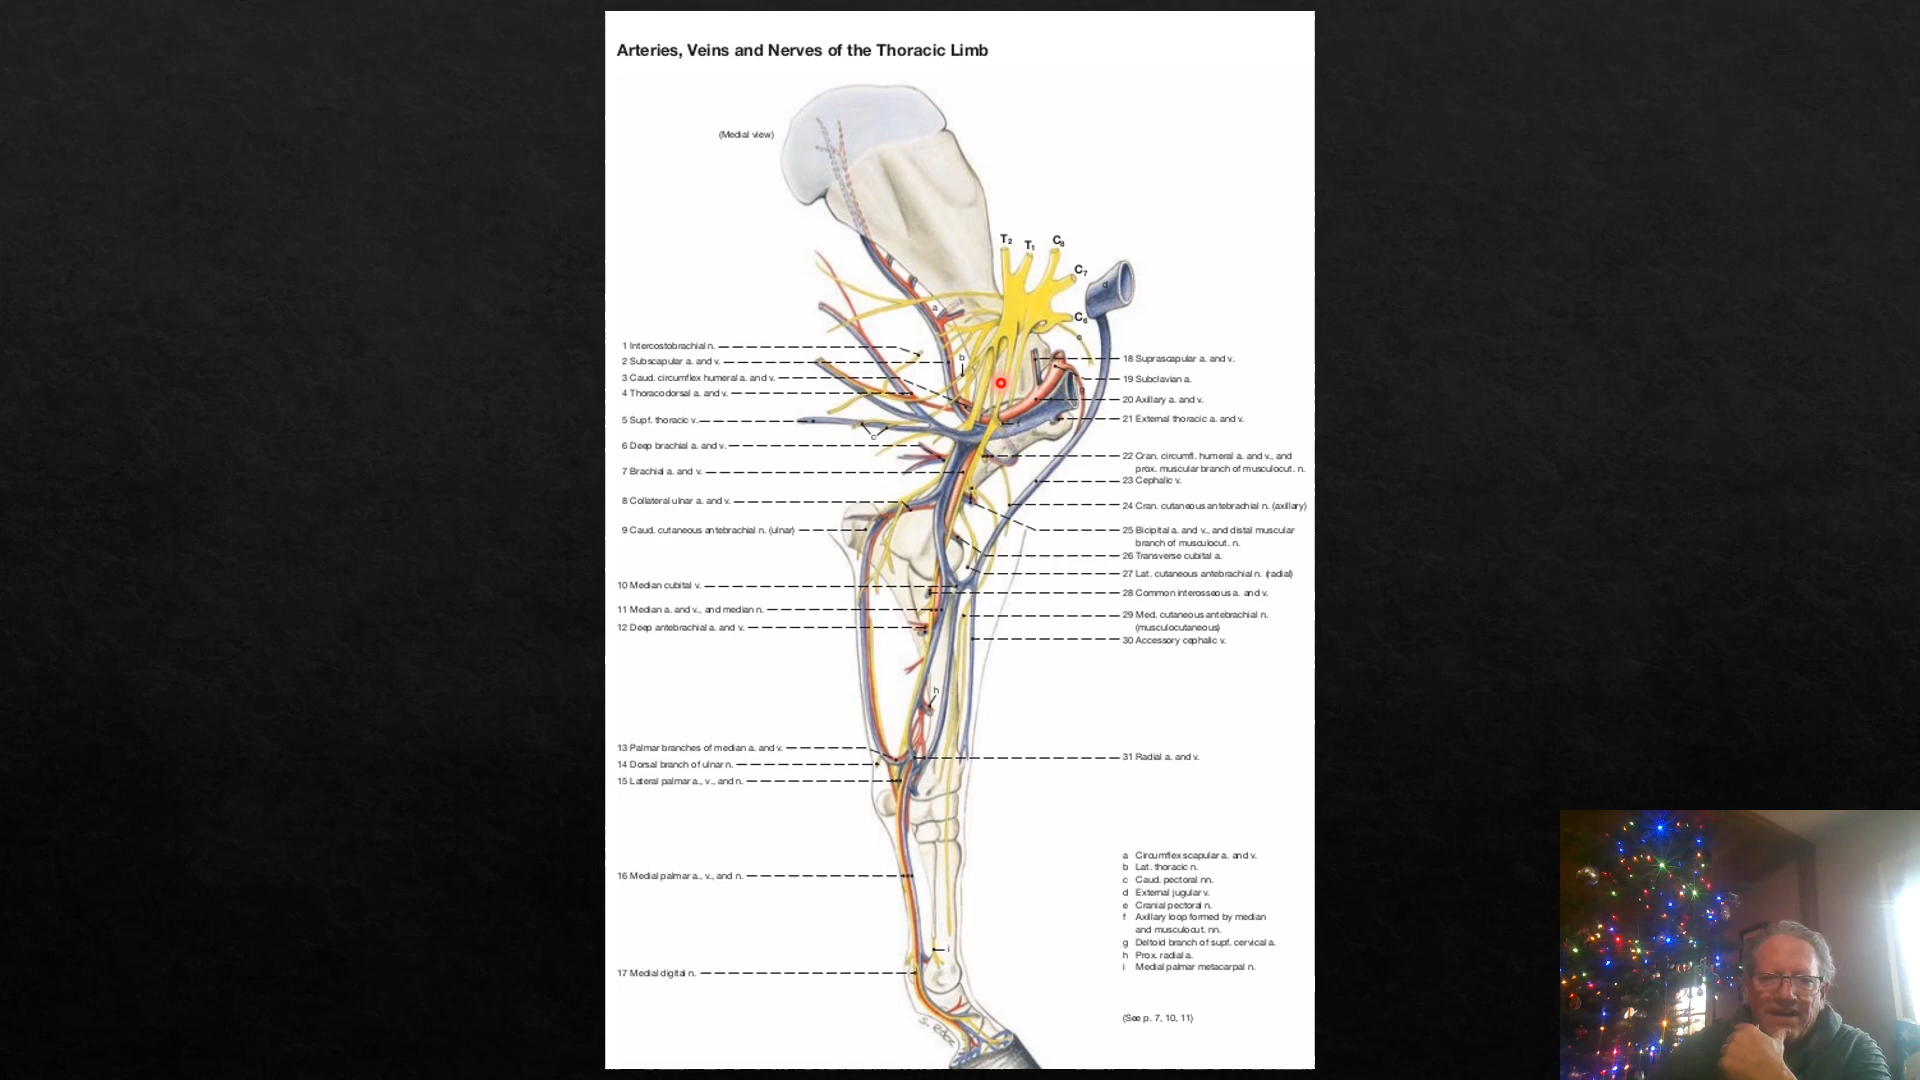 Arteries, Veins and Nerves of the Thoracic Limb
(Medial view)
T2
T1
C8
C7
d
C6
a
e
b
1 Intercostobrachial n.
2 Subscapular a. and v.
3 Caud. circumflex humeral a. and v.
4 Thoracodorsal a. and v.
5 Supf. thoracic v.
c
6 Deep brachial a. and v.
7 Brachial a. and v.
8 Collateral ulnar a. and v.
9 Caud. cutaneous antebrachial n. (ulnar)
10 Median cubital v.
11 Median a. and v., and median n.
12 Deep antebrachial a. and v.
h
13 Palmar branches of median a. and v.
14 Dorsal branch of ulnar n.
15 Lateral palmar a., v., and n.
16 Medial palmar a., v., and n.
i
17 Medial digital n.
18 Suprascapular a. and v.
19 Subclavian a.
g
20 Axillary a. and v.
21 External thoracic a. and v.
f
22 Cran. circumfl. humeral a. and v., and
prox. muscular branch of musculocut. n.
23 Cephalic v.
24 Cran. cutaneous antebrachial n. (axillary)
25 Bicipital a. and v., and distal muscular
branch of musculocut. n.
26 Transverse cubital a.
27 Lat. cutaneous antebrachial n. (radial)
28 Common interosseous a. and v.
29 Med. cutaneous antebrachial n.
(musculocutaneous)
30 Accessory cephalic v.
31 Radial a. and v.
a Circumflex scapular a. and v.
b Lat. thoracic n.
c Caud. pectoral nn.
d External jugular v.
e Cranial pectoral n.
f Axillary loop formed by median
and musculocut. nn.
g Deltoid branch of supf. cervical a.
h Prox. radial a.
i Medial palmar metacarpal n.
(See p. 7, 10, 11)